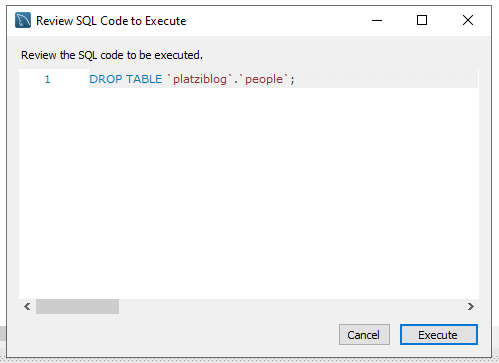 Review SQL Code to Execute
Review the SQL code to be executed.
1 DROP TABLE `platziblog`.`people`;
Cancel Execute